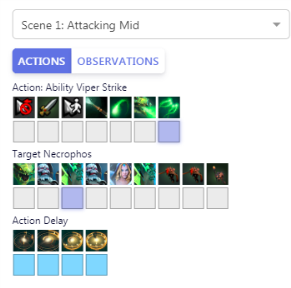 Scene 1: Attacking Mid
ACTIONS OBSERVATIONS
Action: Ability Viper Strike
Target Necrophos
Action Delay